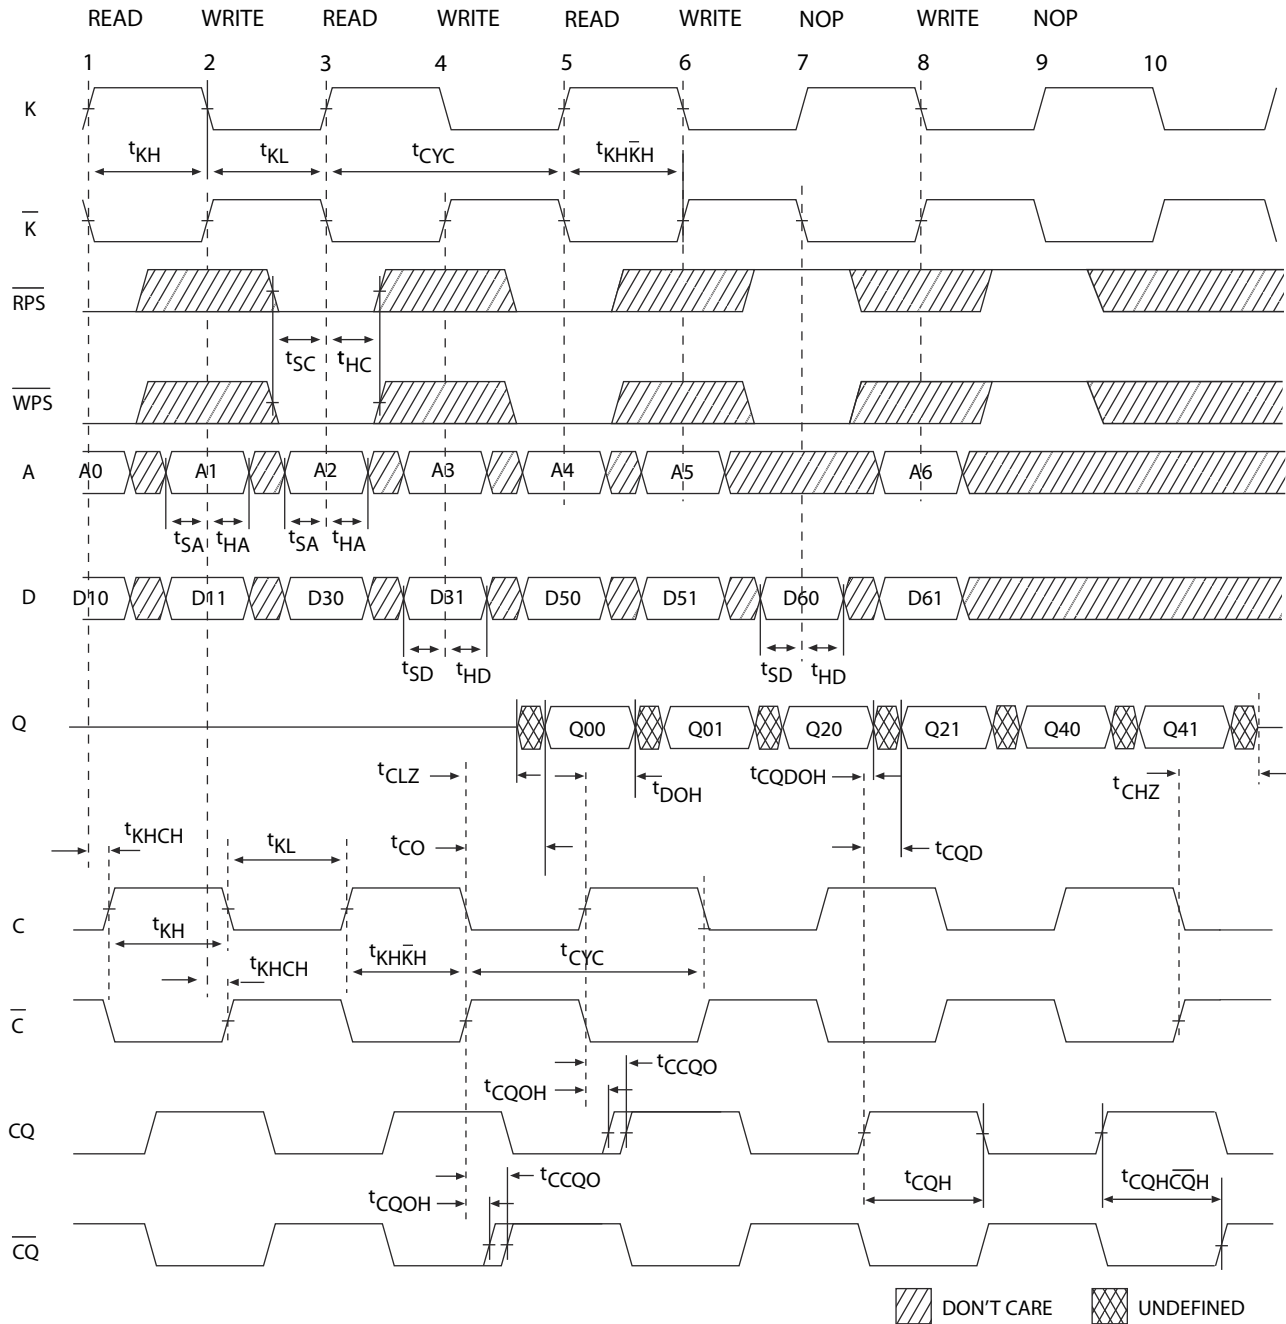 READ WRITE READ WRITE READ NOP WRITE NOP
1 2 3 4 5 6 7 8 9 10
K
tKH tKL tCYC tKHK̅H
K̅
R̅P̅S̅
tSC tHC
W̅P̅S̅
A A0 A1 A2 A3 A4 A5 A6
tSA tHA tSA tHA
D D10 D11 D30 D31 D50 D51 D60 D61
tSD tHD tSD tHD
Q Q00 Q01 Q20 Q21 Q40 Q41
tCLZ tDOH tCQDOH tCHZ
tKHCH tKL tCO tCQD
C
tKH tKHK̅H tCYC
tKHCH
C̅
tCCQO
tCQOH
CQ
tCCQO tCQH tCQHC̅Q̅H
tCQOH
C̅Q̅
DON'T CARE UNDEFINED